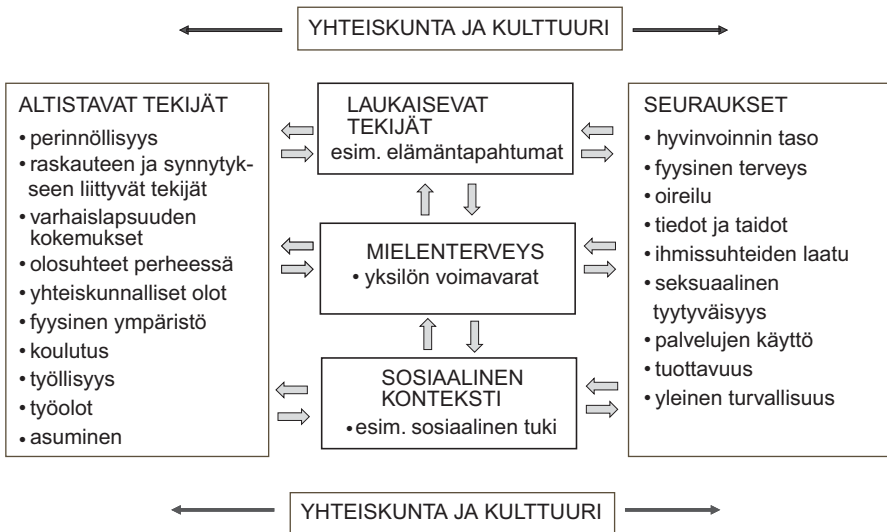 YHTEISKUNTA JA KULTTUURI
ALTISTAVAT TEKIJÄT
• perinnöllisyys
• raskauteen ja synnytyk-
seen liittyvät tekijät
• varhaislapsuuden
kokemukset
• olosuhteet perheessä
• yhteiskunnalliset olot
• fyysinen ympäristö
• koulutus
• työllisyys
• työolot
• asuminen
LAUKAISEVAT
TEKIJÄT
esim. elämäntapahtumat
MIELENTERVEYS
• yksilön voimavarat
SOSIAALINEN
KONTEKSTI
• esim. sosiaalinen tuki
SEURAUKSET
• hyvinvoinnin taso
• fyysinen terveys
• oireilu
• tiedot ja taidot
• ihmissuhteiden laatu
• seksuaalinen
tyytyväisyys
• palvelujen käyttö
• tuottavuus
• yleinen turvallisuus
YHTEISKUNTA JA KULTTUURI